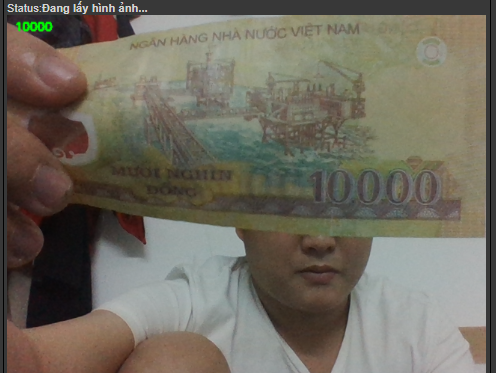 Status:Đang lấy hình ảnh...
10000
NGÂN HÀNG NHÀ NƯỚC VIỆT NAM
MƯỜI NGHÌN
ĐỒNG
10000